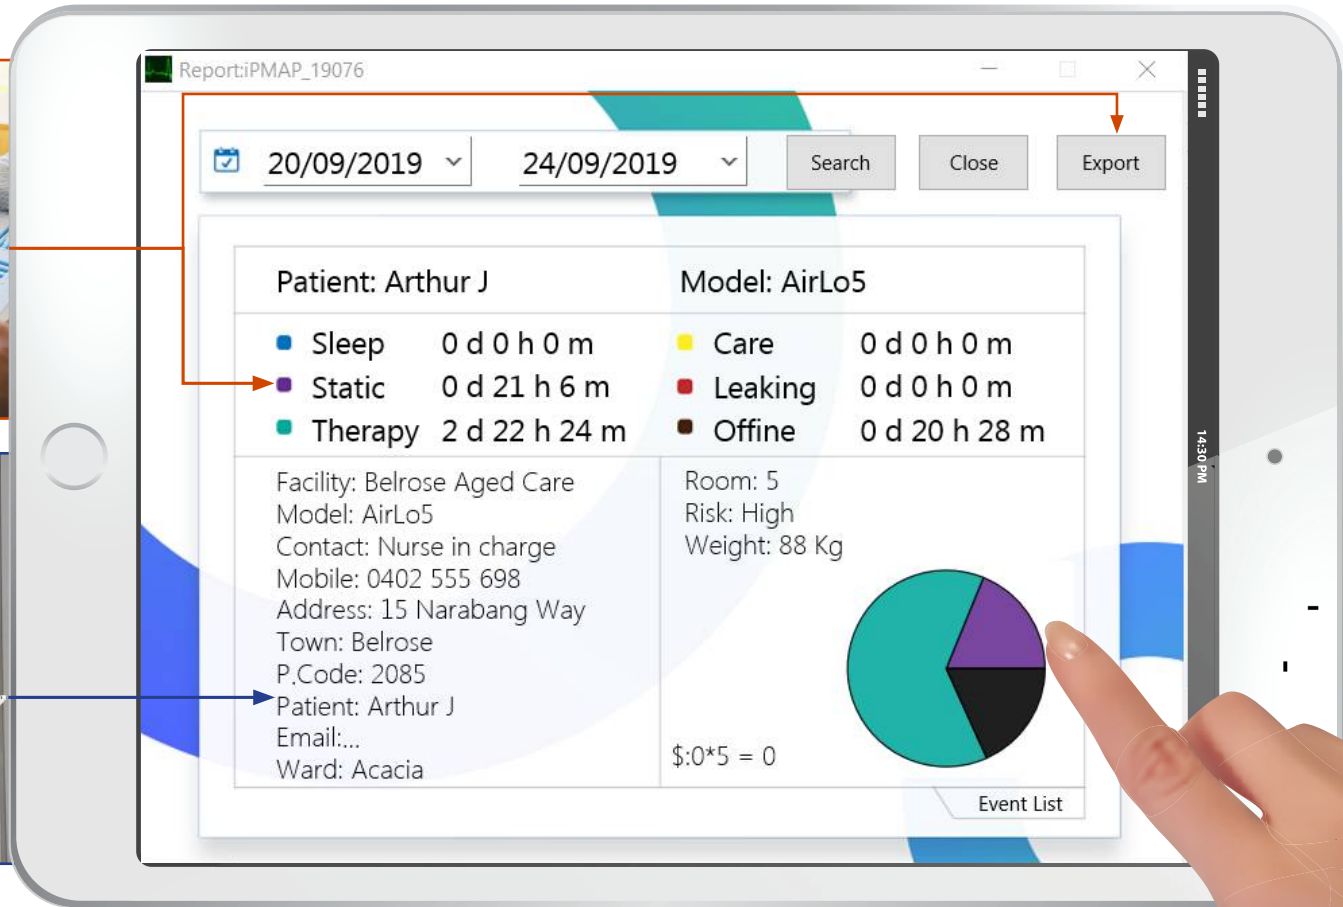 Report:iPMAP_19076
20/09/2019 24/09/2019 Search Close Export
Patient: Arthur J Model: AirLo5
Sleep 0 d 0 h 0 m Care 0 d 0 h 0 m
Static 0 d 21 h 6 m Leaking 0 d 0 h 0 m
Therapy 2 d 22 h 24 m Offine 0 d 20 h 28 m
Facility: Belrose Aged Care
Model: AirLo5
Contact: Nurse in charge
Mobile: 0402 555 698
Address: 15 Narabang Way
Town: Belrose
P.Code: 2085
Patient: Arthur J
Email:...
Ward: Acacia
Room: 5
Risk: High
Weight: 88 Kg
$:0*5 = 0
Event List
14:30 PM